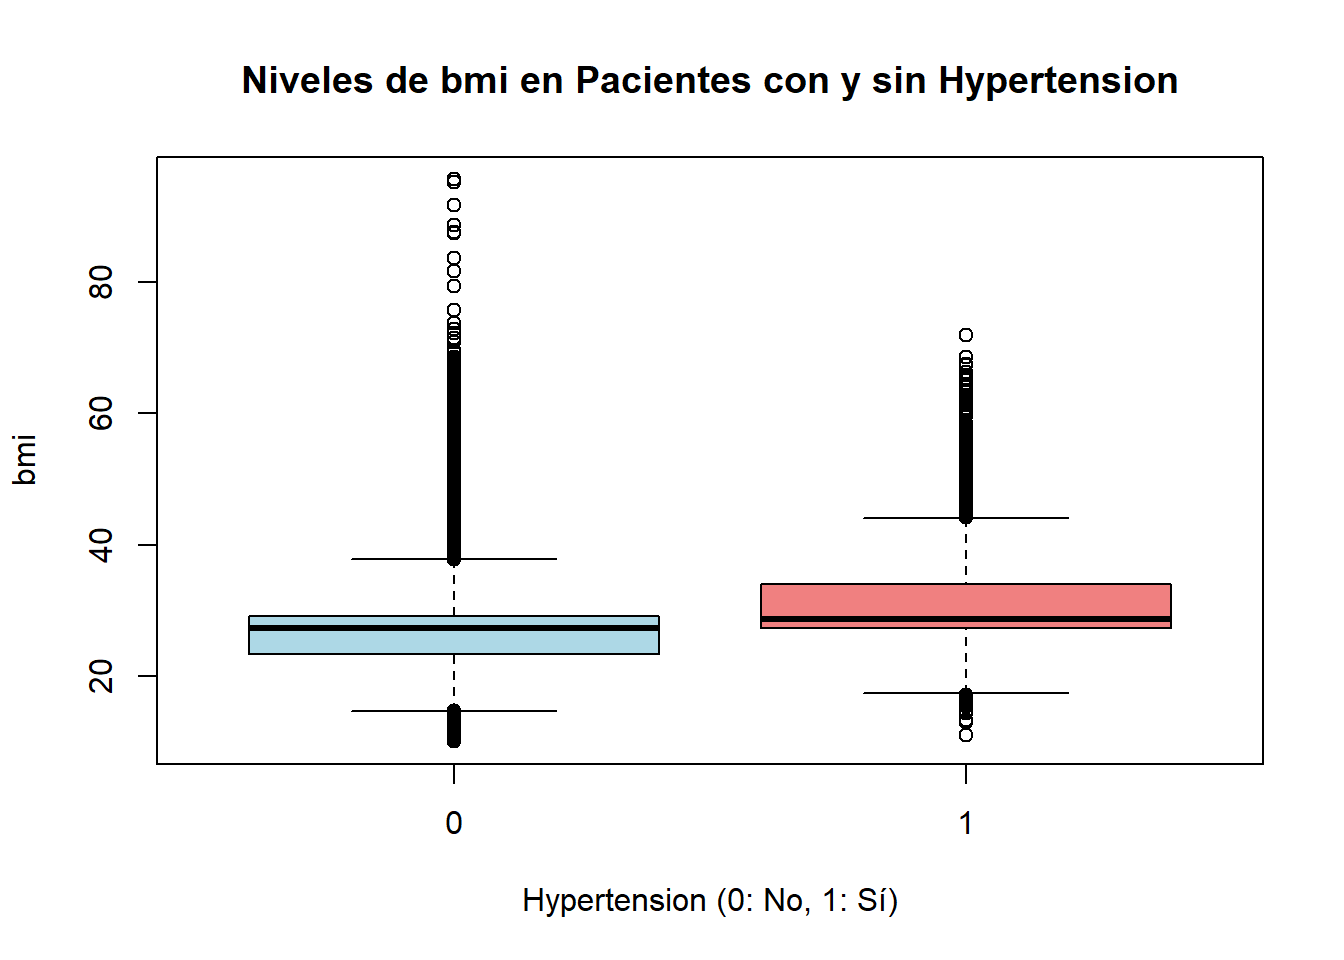 Niveles de bmi en Pacientes con y sin Hypertension
bmi
80
60
40
20
0
1
Hypertension (0: No, 1: Sí)